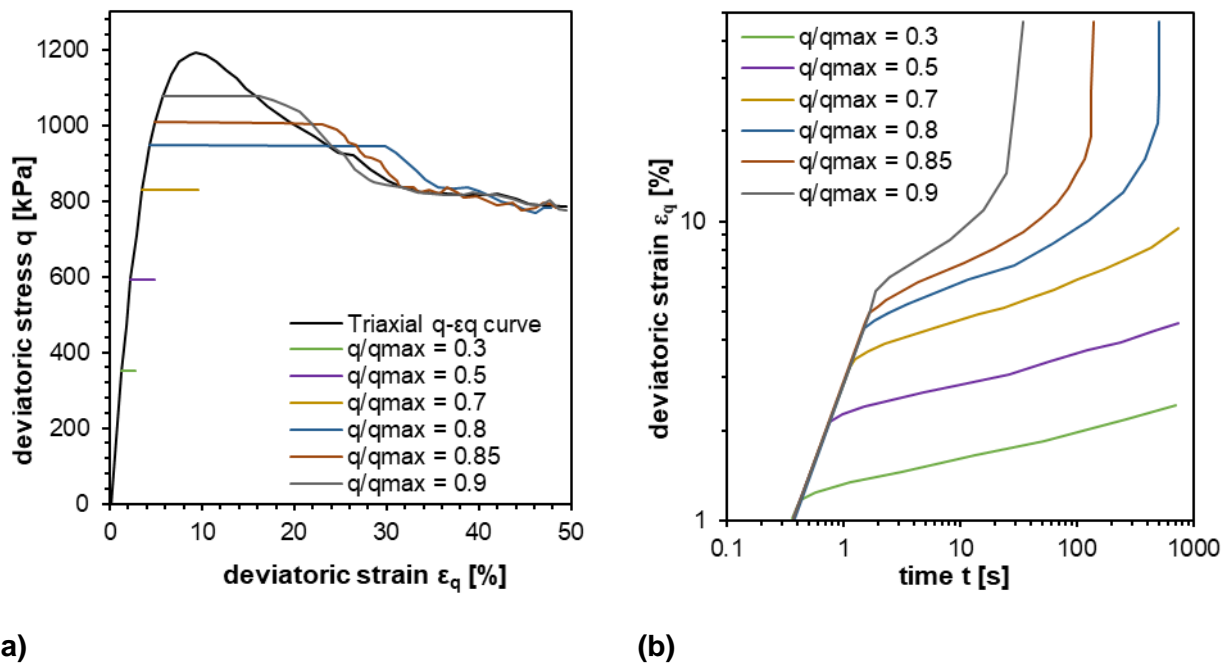 deviatoric stress q [kPa]
1200
1000
800
600
400
200
0
0 10 20 30 40 50
deviatoric strain εq [%]
Triaxial q-εq curve
q/qmax = 0.3
q/qmax = 0.5
q/qmax = 0.7
q/qmax = 0.8
q/qmax = 0.85
q/qmax = 0.9
a)
deviatoric strain εq [%]
10
1
0.1 1 10 100 1000
time t [s]
q/qmax = 0.3
q/qmax = 0.5
q/qmax = 0.7
q/qmax = 0.8
q/qmax = 0.85
q/qmax = 0.9
(b)